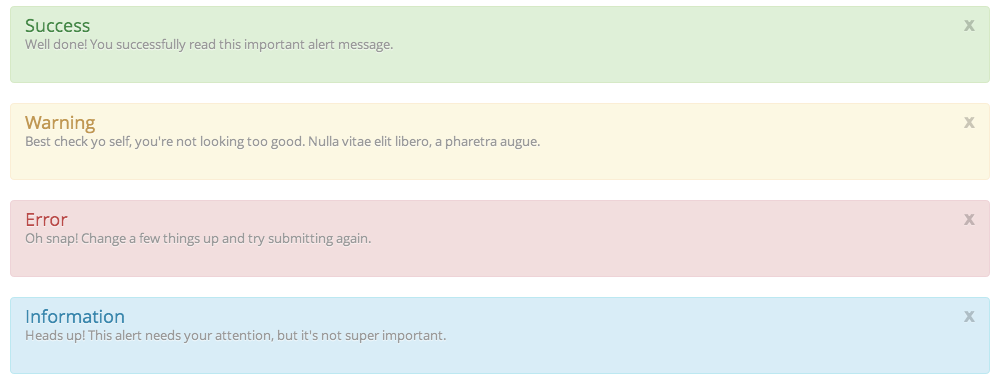 Success
x
Well done! You successfully read this important alert message.
Warning
x
Best check yo self, you're not looking too good. Nulla vitae elit libero, a pharetra augue.
Error
x
Oh snap! Change a few things up and try submitting again.
Information
x
Heads up! This alert needs your attention, but it's not super important.